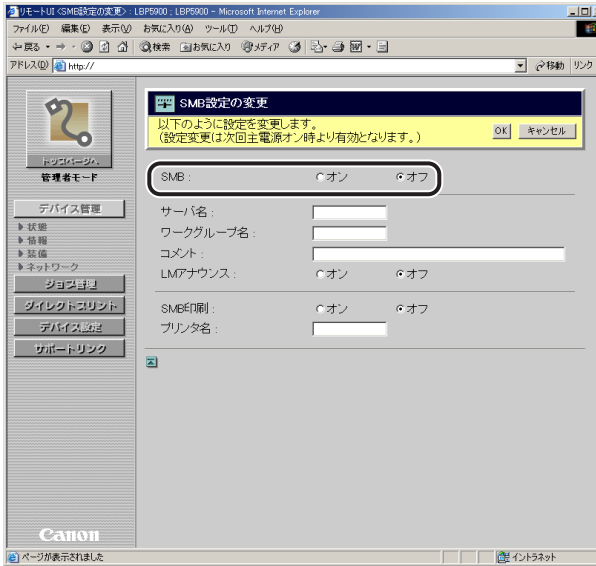 リモートUI <SMB設定の変更> : LBP5900 ; LBP5900 - Microsoft Internet Explorer
ファイル(F) 編集(E) 表示(V) お気に入り(A) ツール(T) ヘルプ(H)
戻る 検索 お気に入り メディア
アドレス(D) http:// 移動 リンク
SMB設定の変更
以下のように設定を変更します。
(設定変更は次回主電源オン時より有効となります。)
OK キャンセル
トップページへ
管理者モード
デバイス管理
状態
情報
装備
ネットワーク
ジョブ管理
ダイレクトプリント
デバイス設定
サポートリンク
SMB : オン オフ
サーバ名 :
ワークグループ名 :
コメント :
LMアナウンス : オン オフ
SMB印刷 : オン オフ
プリンタ名 :
Canon
ページが表示されました
イントラネット